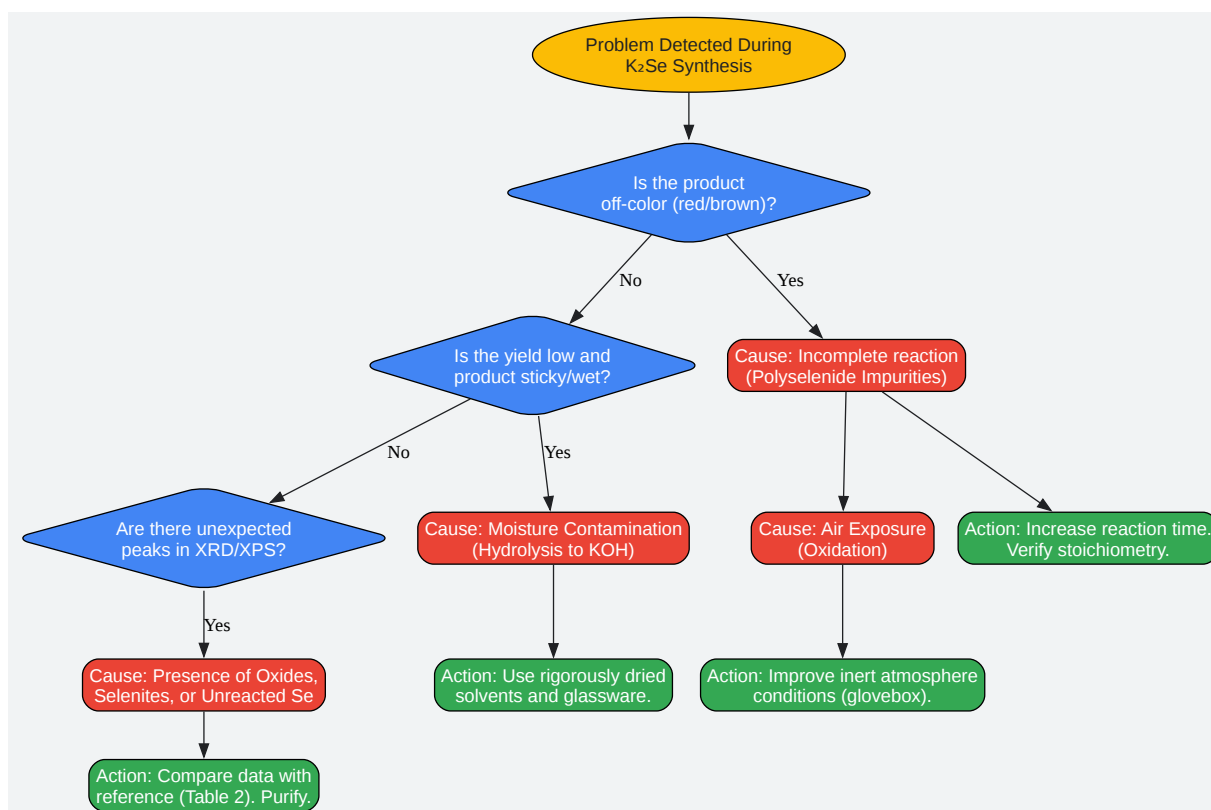 Problem Detected During
K₂Se Synthesis
Is the product
off-color (red/brown)?
No
Yes
Is the yield low and
product sticky/wet?
Cause: Incomplete reaction
(Polyselenide Impurities)
No
Yes
Are there unexpected
peaks in XRD/XPS?
Cause: Moisture Contamination
(Hydrolysis to KOH)
Cause: Air Exposure
(Oxidation)
Action: Increase reaction time.
Verify stoichiometry.
Yes
Cause: Presence of Oxides,
Selenites, or Unreacted Se
Action: Use rigorously dried
solvents and glassware.
Action: Improve inert atmosphere
conditions (glovebox).
Action: Compare data with
reference (Table 2). Purify.